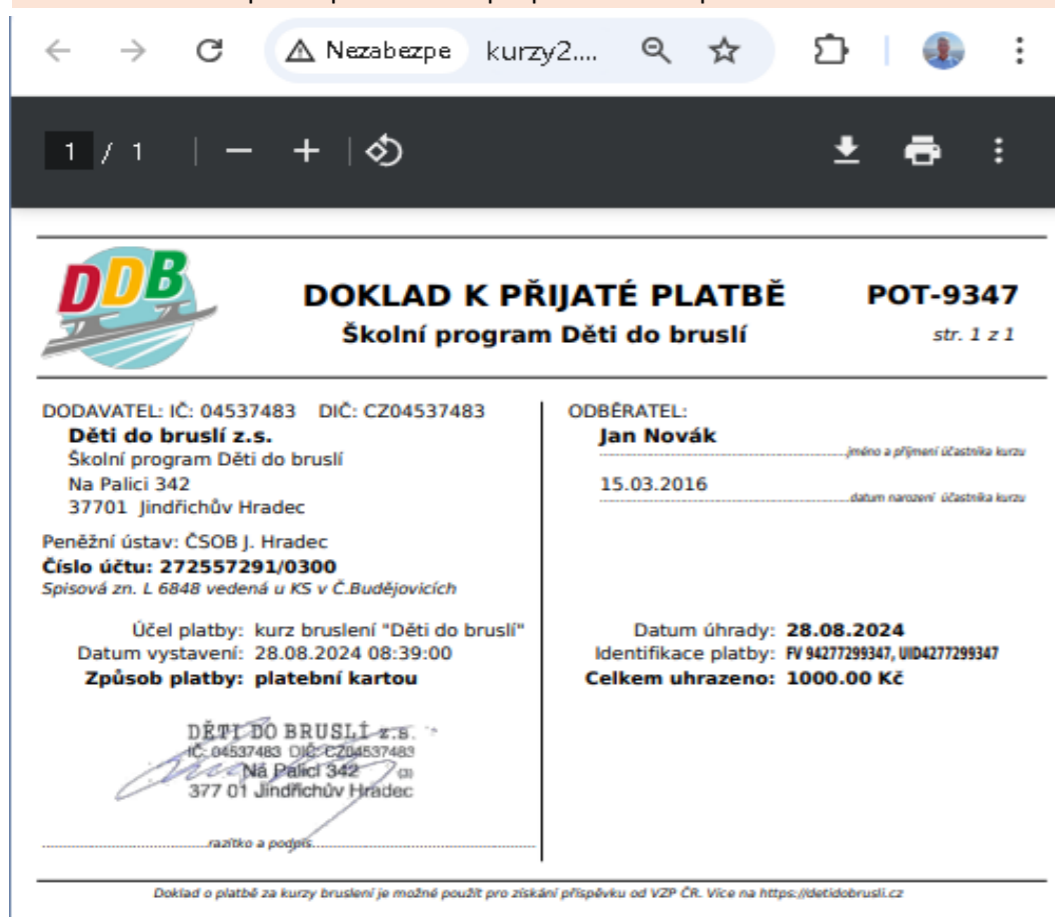 Nezabezpe kurzy2....
1 / 1
DDB
DOKLAD K PŘIJATÉ PLATBĚ
POT-9347
Školní program Děti do bruslí
str. 1 z 1
DODAVATEL: IČ: 04537483 DIČ: CZ04537483
Děti do bruslí z.s.
Školní program Děti do bruslí
Na Palici 342
37701 Jindřichův Hradec
Peněžní ústav: ČSOB J. Hradec
Číslo účtu: 272557291/0300
Spisová zn. L 6848 vedená u KS v Č.Budějovicích
ODBĚRATEL:
Jan Novák
jméno a příjmení účastníka kurzu
15.03.2016
datum narození účastníka kurzu
Účel platby: kurz bruslení "Děti do bruslí"
Datum vystavení: 28.08.2024 08:39:00
Způsob platby: platební kartou
Datum úhrady: 28.08.2024
Identifikace platby: FV 94277299347, UID4277299347
Celkem uhrazeno: 1000.00 Kč
DĚTI DO BRUSLÍ z.s.
IČ: 04537483 DIČ: CZ04537483
Na Palici 342 (3)
377 01 Jindřichův Hradec
razítko a podpis
Doklad o platbě za kurzy bruslení je možné použít pro získání příspěvku od VZP ČR. Více na https://detidobrusli.cz